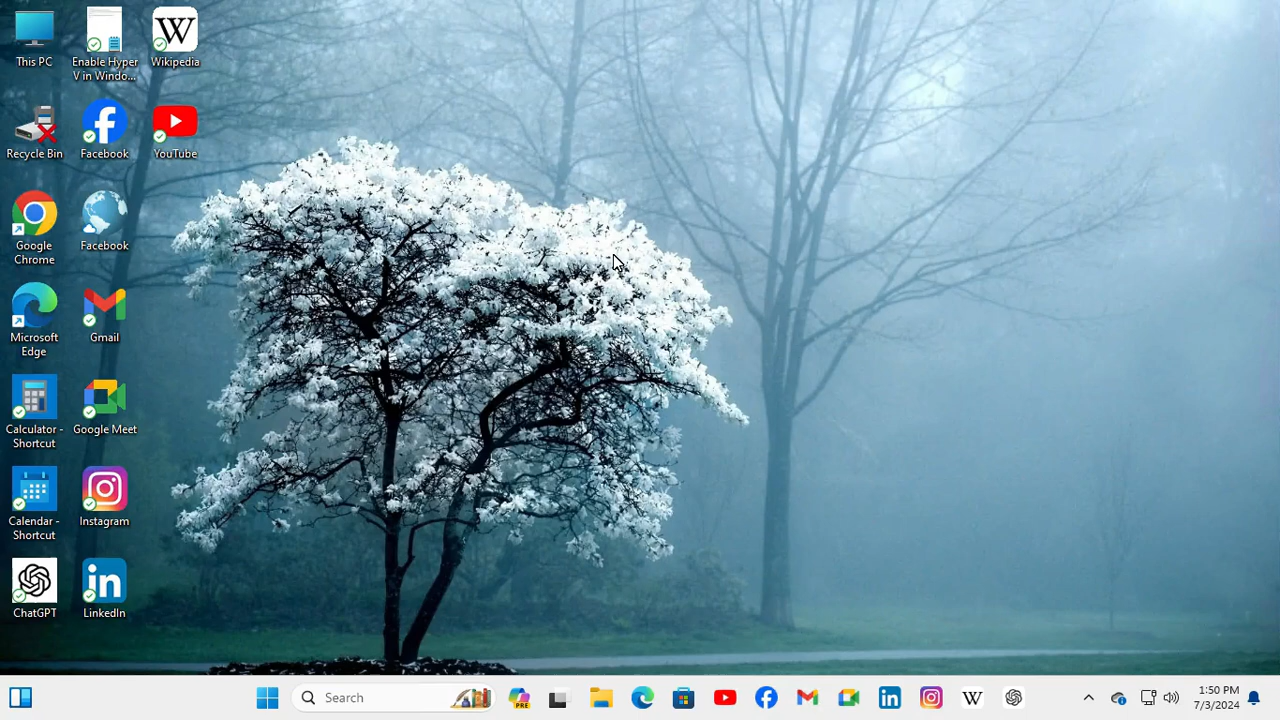 This PC
Enable Hyper
V in Windo...
Wikipedia
Recycle Bin
Facebook
YouTube
Google
Chrome
Facebook
Microsoft
Edge
Gmail
Calculator -
Shortcut
Google Meet
Calendar -
Shortcut
Instagram
ChatGPT
LinkedIn
Search
PRE
1:50 PM
7/3/2024